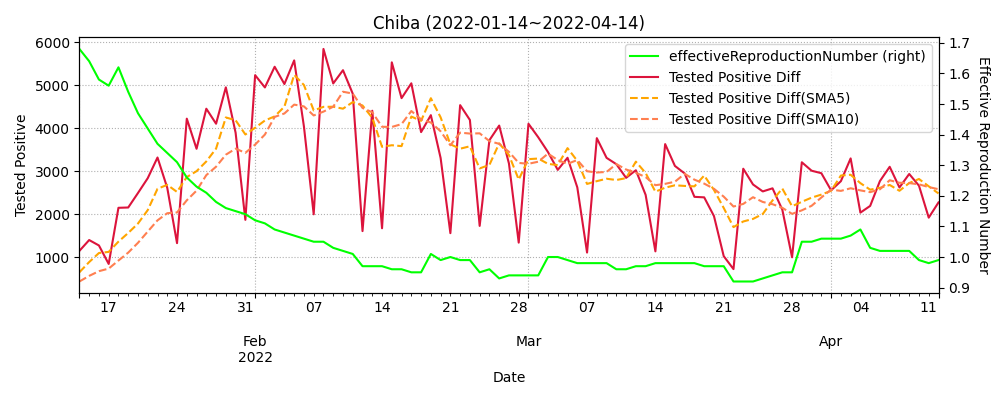 Chiba (2022-01-14~2022-04-14)
effectiveReproductionNumber (right)
Tested Positive Diff
Tested Positive Diff(SMA5)
Tested Positive Diff(SMA10)
Tested Positive
6000
5000
4000
3000
2000
1000
Effective Reproduction Number
1.7
1.6
1.5
1.4
1.3
1.2
1.1
1.0
0.9
17 24 31 07 14 21 28 07 14 21 28 04 11
Feb Mar Apr
2022
Date